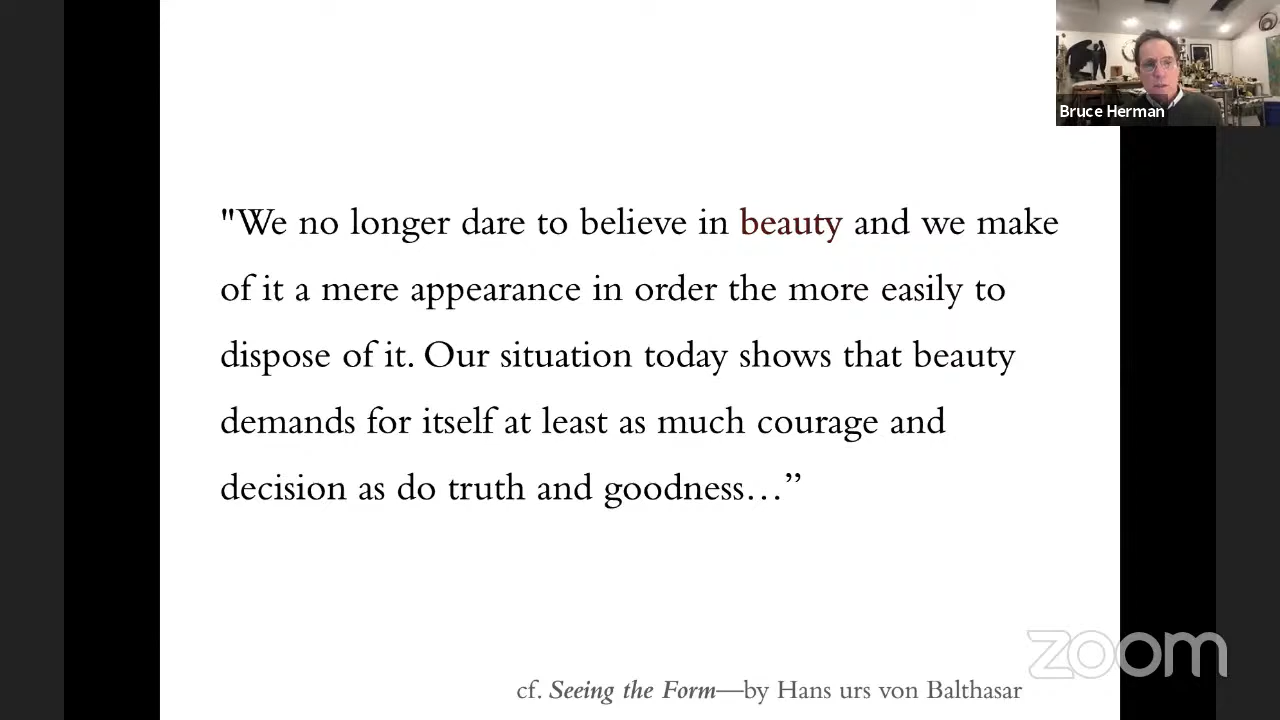 Bruce Herman
"We no longer dare to believe in beauty and we make
of it a mere appearance in order the more easily to
dispose of it. Our situation today shows that beauty
demands for itself at least as much courage and
decision as do truth and goodness…”
zoom
cf. Seeing the Form—by Hans urs von Balthasar